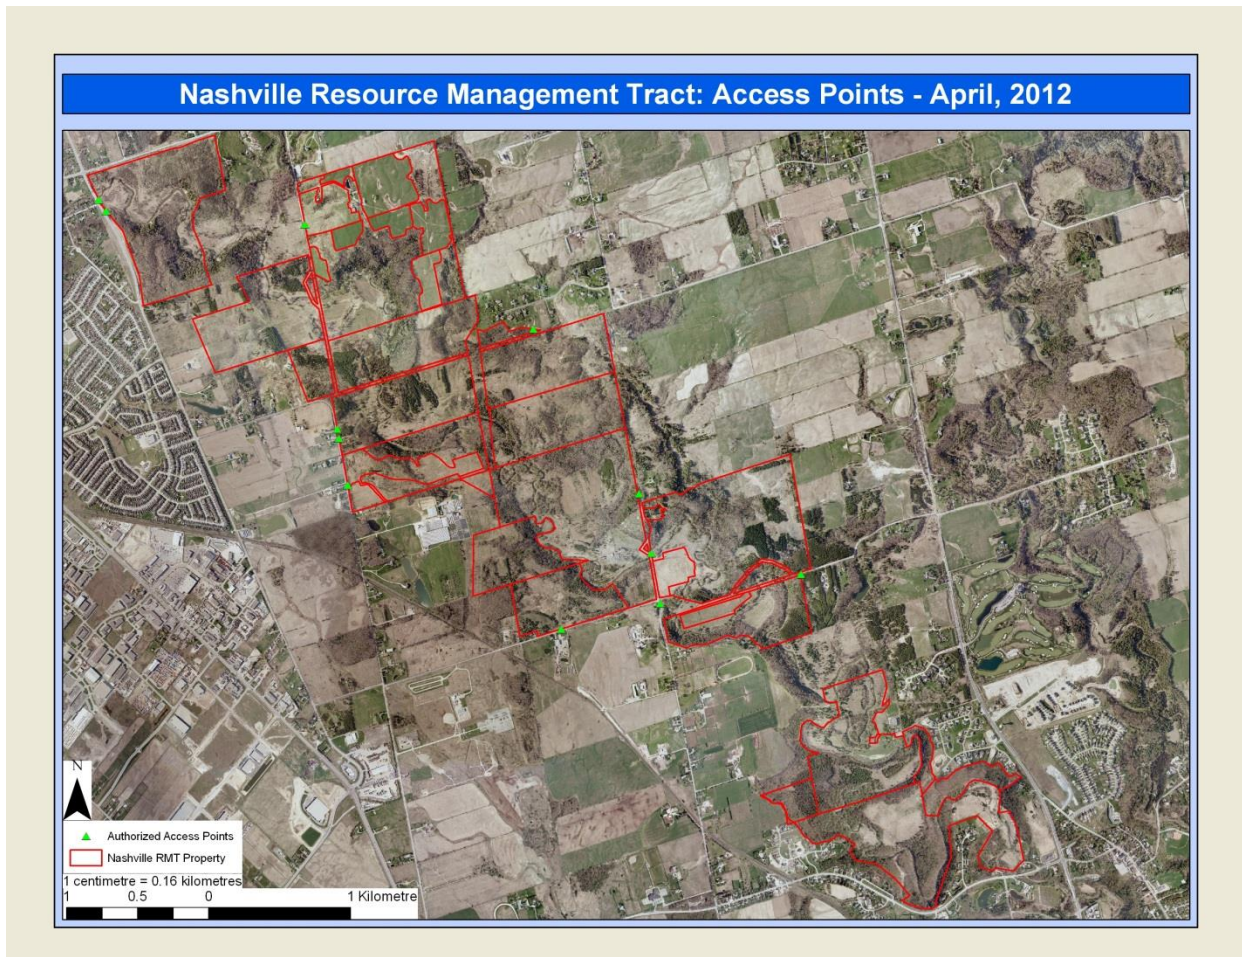 Nashville Resource Management Tract: Access Points - April, 2012
N
Authorized Access Points
Nashville RMT Property
1 centimetre = 0.16 kilometres
1 0.5 0 1 Kilometre